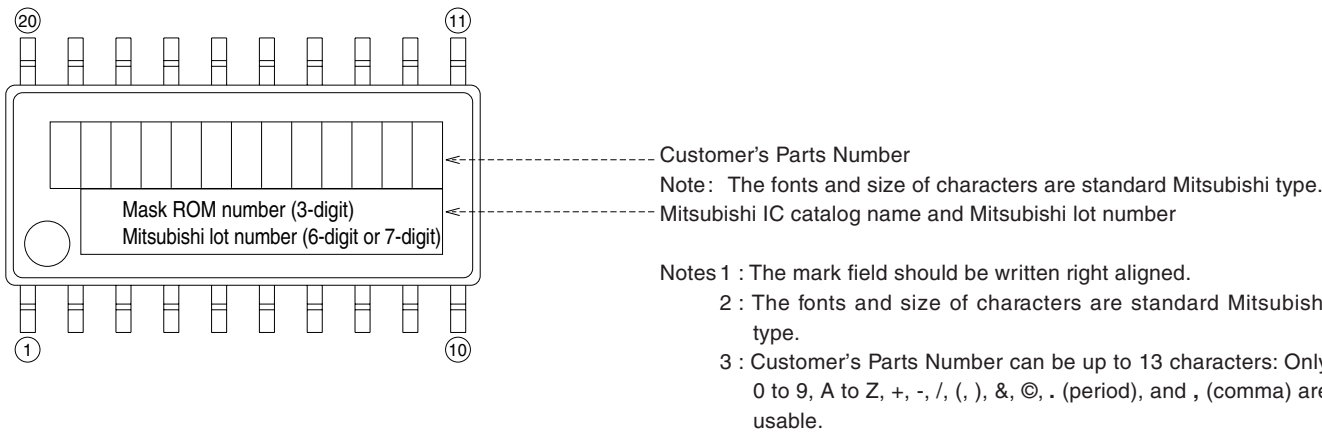 20 11
Customer's Parts Number
Note: The fonts and size of characters are standard Mitsubishi type.
Mask ROM number (3-digit)
Mitsubishi lot number (6-digit or 7-digit)
Mitsubishi IC catalog name and Mitsubishi lot number
Notes 1 : The mark field should be written right aligned.
2 : The fonts and size of characters are standard Mitsubish
type.
3 : Customer's Parts Number can be up to 13 characters: Only
0 to 9, A to Z, +, -, /, (, ), &, ©, . (period), and , (comma) are
usable.
1 10